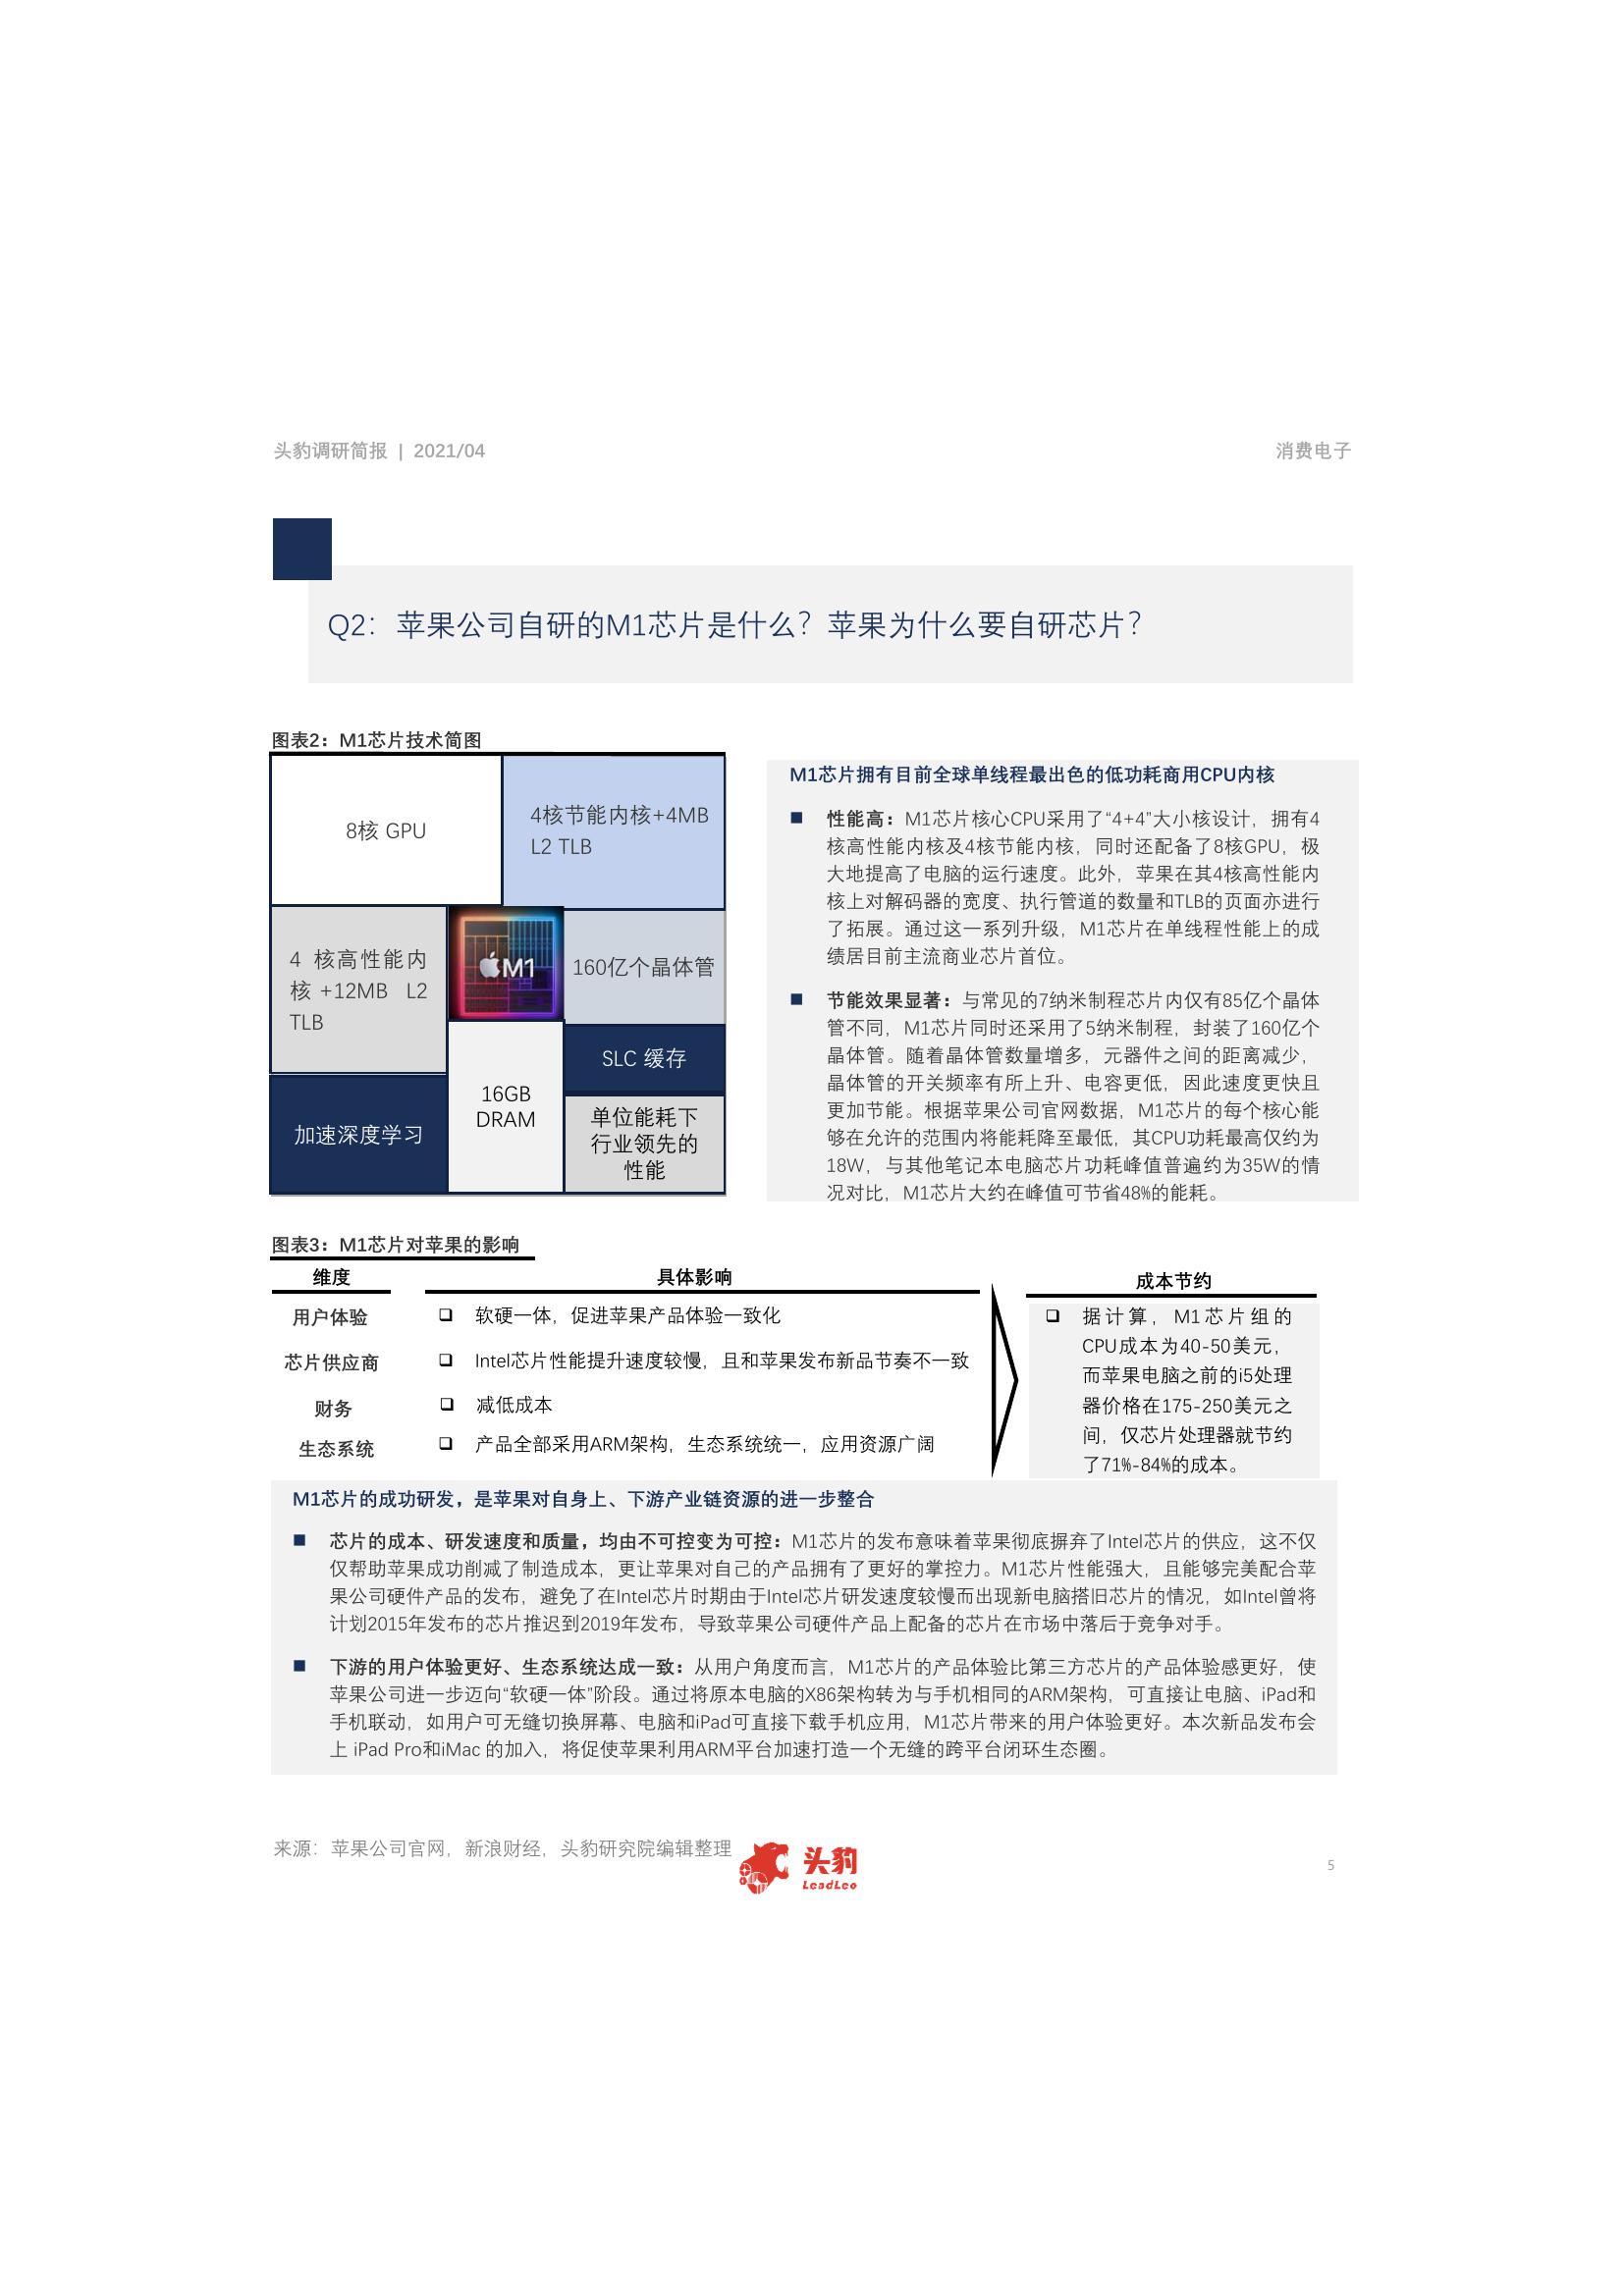 头豹调研简报 | 2021/04
消费电子
Q2：苹果公司自研的M1芯片是什么？苹果为什么要自研芯片？
图表2：M1芯片技术简图
8核 GPU
4核节能内核+4MB
L2 TLB
4 核高性能内
核 +12MB L2
TLB
M1
160亿个晶体管
SLC 缓存
16GB
DRAM
加速深度学习
单位能耗下
行业领先的
性能
M1芯片拥有目前全球单线程最出色的低功耗商用CPU内核
■ 性能高：M1芯片核心CPU采用了“4+4”大小核设计，拥有4
核高性能内核及4核节能内核，同时还配备了8核GPU，极
大地提高了电脑的运行速度。此外，苹果在其4核高性能内
核上对解码器的宽度、执行管道的数量和TLB的页面亦进行
了拓展。通过这一系列升级，M1芯片在单线程性能上的成
绩居目前主流商业芯片首位。
■ 节能效果显著：与常见的7纳米制程芯片内仅有85亿个晶体
管不同，M1芯片同时还采用了5纳米制程，封装了160亿个
晶体管。随着晶体管数量增多，元器件之间的距离减少，
晶体管的开关频率有所上升、电容更低，因此速度更快且
更加节能。根据苹果公司官网数据，M1芯片的每个核心能
够在允许的范围内将能耗降至最低，其CPU功耗最高仅约为
18W，与其他笔记本电脑芯片功耗峰值普遍约为35W的情
况对比，M1芯片大约在峰值可节省48%的能耗。
图表3：M1芯片对苹果的影响
维度
具体影响
成本节约
用户体验
❑ 软硬一体，促进苹果产品体验一致化
芯片供应商
❑ Intel芯片性能提升速度较慢，且和苹果发布新品节奏不一致
财务
❑ 减低成本
生态系统
❑ 产品全部采用ARM架构，生态系统统一，应用资源广阔
❑ 据计算，M1芯片组的
CPU成本为40-50美元，
而苹果电脑之前的i5处理
器价格在175-250美元之
间，仅芯片处理器就节约
了71%-84%的成本。
M1芯片的成功研发，是苹果对自身上、下游产业链资源的进一步整合
■ 芯片的成本、研发速度和质量，均由不可控变为可控：M1芯片的发布意味着苹果彻底摒弃了Intel芯片的供应，这不仅
仅帮助苹果成功削减了制造成本，更让苹果对自己的产品拥有了更好的掌控力。M1芯片性能强大，且能够完美配合苹
果公司硬件产品的发布，避免了在Intel芯片时期由于Intel芯片研发速度较慢而出现新电脑搭旧芯片的情况，如Intel曾将
计划2015年发布的芯片推迟到2019年发布，导致苹果公司硬件产品上配备的芯片在市场中落后于竞争对手。
■ 下游的用户体验更好、生态系统达成一致：从用户角度而言，M1芯片的产品体验比第三方芯片的产品体验感更好，使
苹果公司进一步迈向“软硬一体”阶段。通过将原本电脑的X86架构转为与手机相同的ARM架构，可直接让电脑、iPad和
手机联动，如用户可无缝切换屏幕、电脑和iPad可直接下载手机应用，M1芯片带来的用户体验更好。本次新品发布会
上 iPad Pro和iMac 的加入，将促使苹果利用ARM平台加速打造一个无缝的跨平台闭环生态圈。
来源：苹果公司官网，新浪财经，头豹研究院编辑整理
头豹
LeadLeo
5